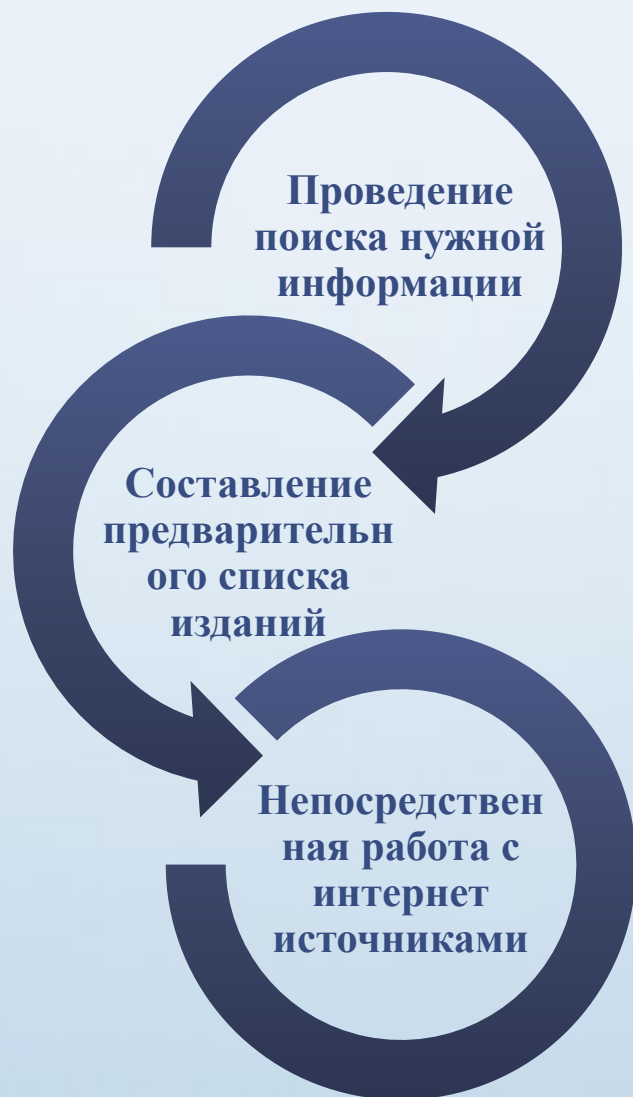 Проведение
поиска нужной
информации
Составление
предварительн
ого списка
изданий
Непосредствен
ная работа с
интернет
источниками